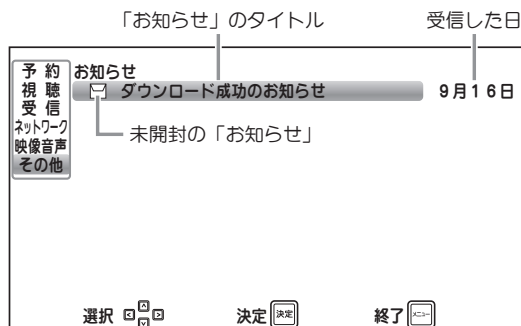 「お知らせ」のタイトル 受信した日
予 約 お知らせ
視 聴 ダウンロード成功のお知らせ 9月16日
受 信
ネットワーク 未開封の「お知らせ」
映像音声
その他
選択 決定 決定 終了 メニュー